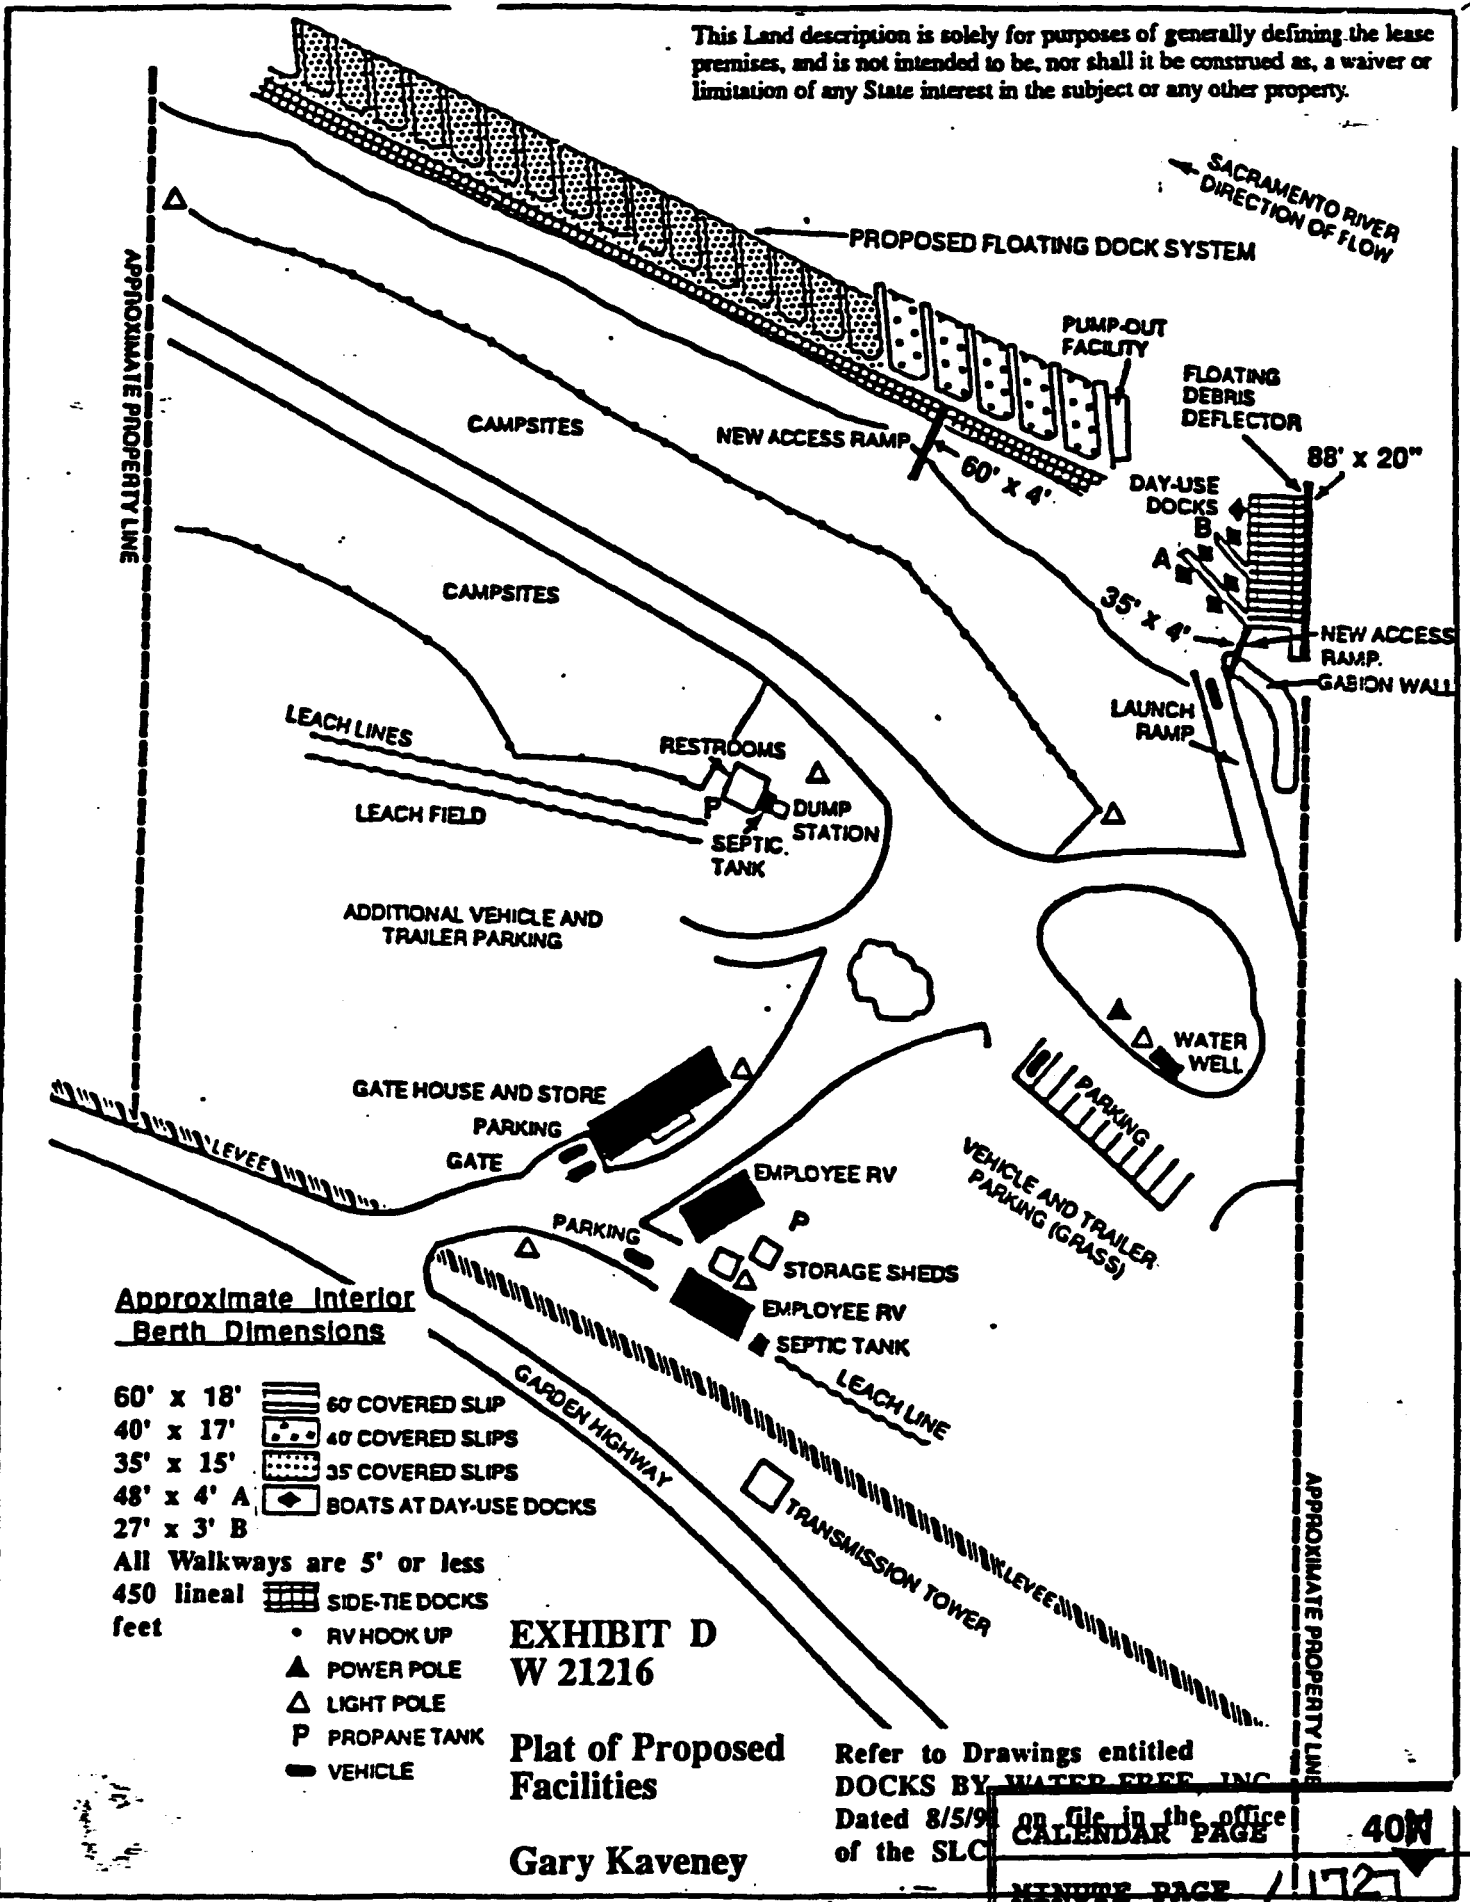 This Land description is solely for purposes of generally defining the lease
premises, and is not intended to be, nor shall it be construed as, a waiver or
limitation of any State interest in the subject or any other property.
SACRAMENTO RIVER
DIRECTION OF FLOW
APPROXIMATE PROPERTY LINE
PROPOSED FLOATING DOCK SYSTEM
PUMP-OUT
FACILITY
FLOATING
DEBRIS
DEFLECTOR
88' x 20"
CAMPSITES
NEW ACCESS RAMP
60' x 4'
DAY-USE
DOCKS
B
A
CAMPSITES
35' x 4'
NEW ACCESS
RAMP.
GABION WALL
LAUNCH
RAMP
LEACH LINES
RESTROOMS
LEACH FIELD
P
DUMP
STATION
SEPTIC.
TANK
ADDITIONAL VEHICLE AND
TRAILER PARKING
WATER
WELL
GATE HOUSE AND STORE
PARKING
PARKING
GATE
LEVEE
VEHICLE AND TRAILER
PARKING (GRASS)
EMPLOYEE RV
P
PARKING
STORAGE SHEDS
EMPLOYEE RV
SEPTIC TANK
LEACH LINE
GARDEN HIGHWAY
TRANSMISSION TOWER
LEVEE
APPROXIMATE PROPERTY LINE
Approximate Interior
Berth Dimensions
60' x 18' 60' COVERED SLIP
40' x 17' 40' COVERED SLIPS
35' x 15' 35' COVERED SLIPS
48' x 4' A BOATS AT DAY-USE DOCKS
27' x 3' B
All Walkways are 5' or less
450 lineal SIDE-TIE DOCKS
feet
RV HOOK UP
POWER POLE
LIGHT POLE
P PROPANE TANK
VEHICLE
EXHIBIT D
W 21216
Plat of Proposed
Facilities
Gary Kaveney
Refer to Drawings entitled
DOCKS BY WATER FREE, INC
Dated 8/5/91 on file in the office
of the SLC
CALENDAR PAGE
MINUTE PAGE